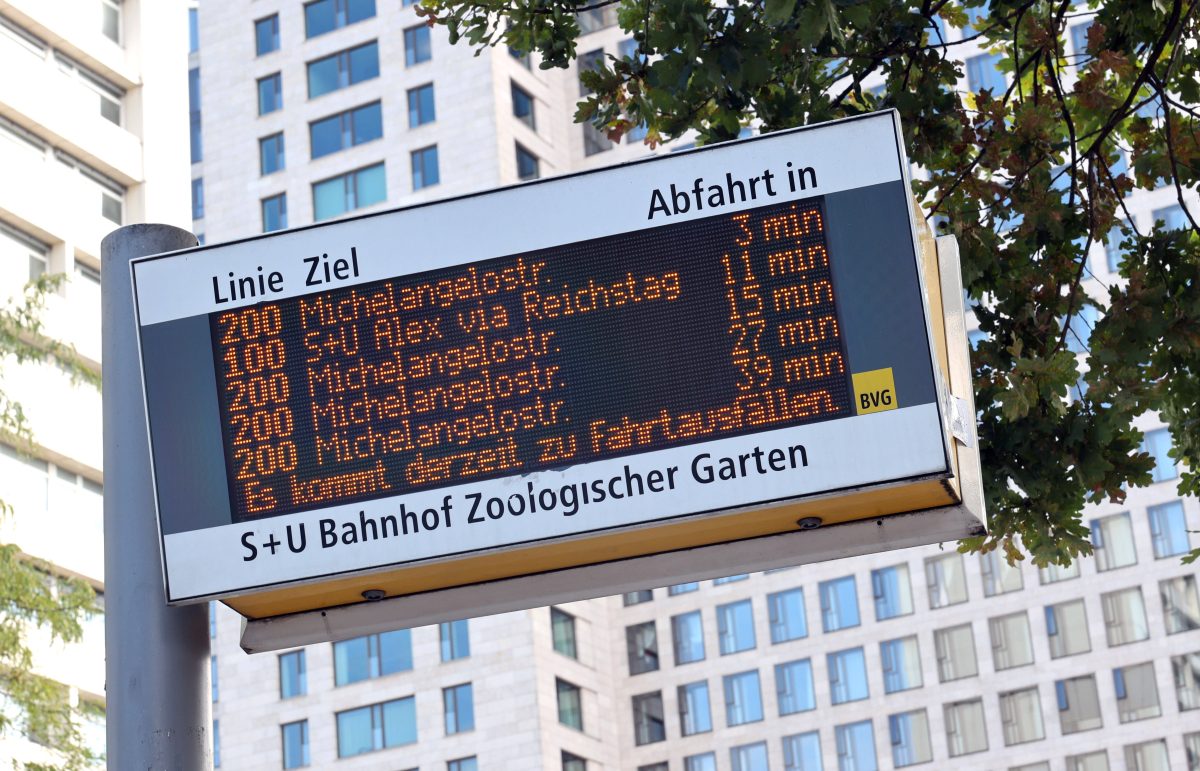 Linie Ziel Abfahrt in
200 Michelangelostr. 3 min
100 S+U Alex via Reichstag 11 min
200 Michelangelostr. 15 min
200 Michelangelostr. 27 min
200 Michelangelostr. 39 min
Es kommt derzeit zu Fahrtausfällen.
BVG
S+U Bahnhof Zoologischer Garten